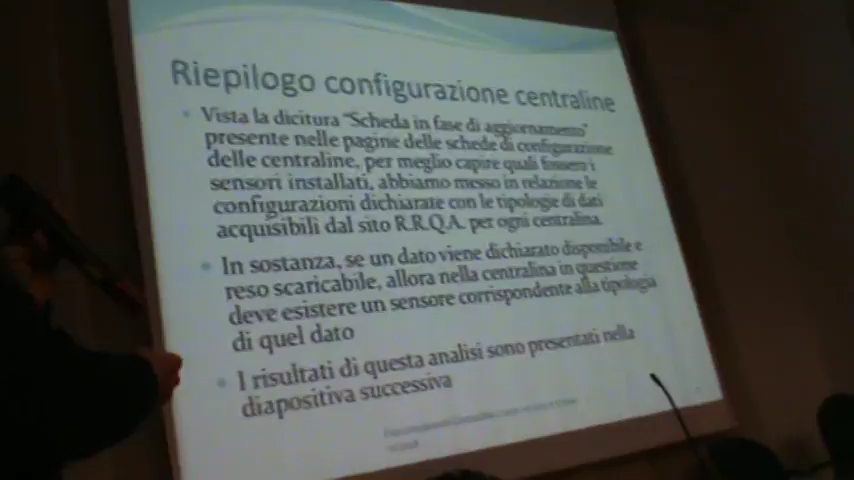 Riepilogo configurazione centraline
Vista la dicitura "Scheda in fase di aggiornamento"
presente nelle pagine delle schede di configurazione
delle centraline, per meglio capire quali fossero i
sensori installati, abbiamo messo in relazione le
configurazioni dichiarate con le tipologie di dati
acquisibili dal sito R.R.Q.A. per ogni centralina.
In sostanza, se un dato viene dichiarato disponibile e
reso scaricabile, allora nella centralina in questione
deve esistere un sensore corrispondente alla tipologia
di quel dato
I risultati di questa analisi sono presentati nella
diapositiva successiva